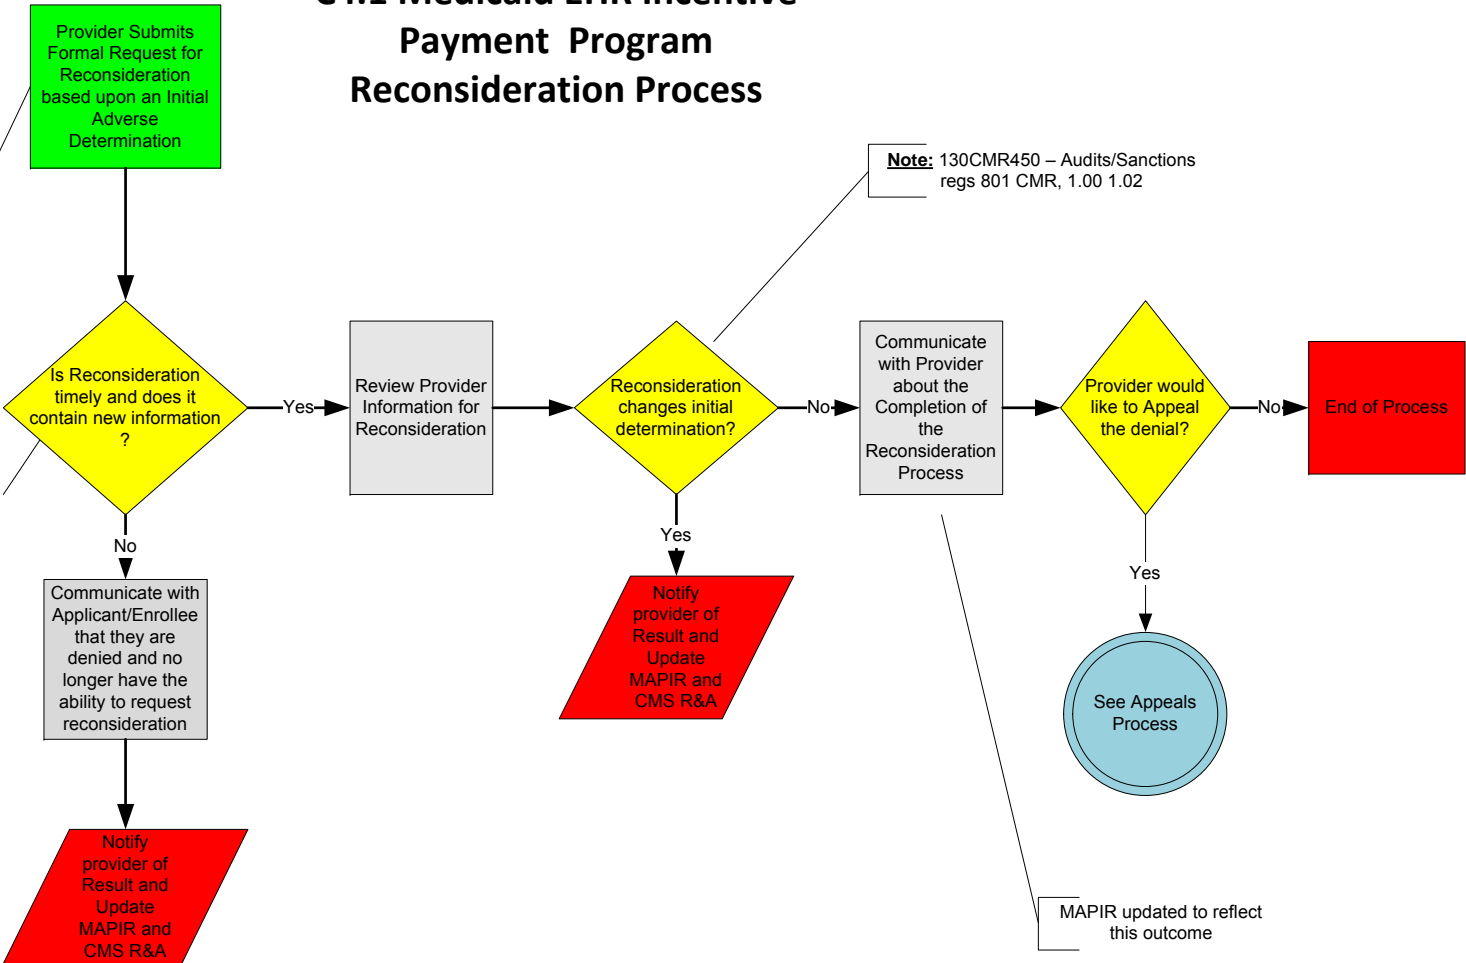 Payment Program
Reconsideration Process
Provider Submits
Formal Request for
Reconsideration
based upon an Initial
Adverse
Determination
Note: 130CMR450 – Audits/Sanctions
regs 801 CMR, 1.00 1.02
Is Reconsideration
timely and does it
contain new information
?
Yes
Review Provider
Information for
Reconsideration
Reconsideration
changes initial
determination?
No
Communicate
with Provider
about the
Completion of
the
Reconsideration
Process
Provider would
like to Appeal
the denial?
No
End of Process
No
Communicate with
Applicant/Enrollee
that they are
denied and no
longer have the
ability to request
reconsideration
Yes
Notify
provider of
Result and
Update
MAPIR and
CMS R&A
Yes
See Appeals
Process
Notify
provider of
Result and
Update
MAPIR and
CMS R&A
MAPIR updated to reflect
this outcome